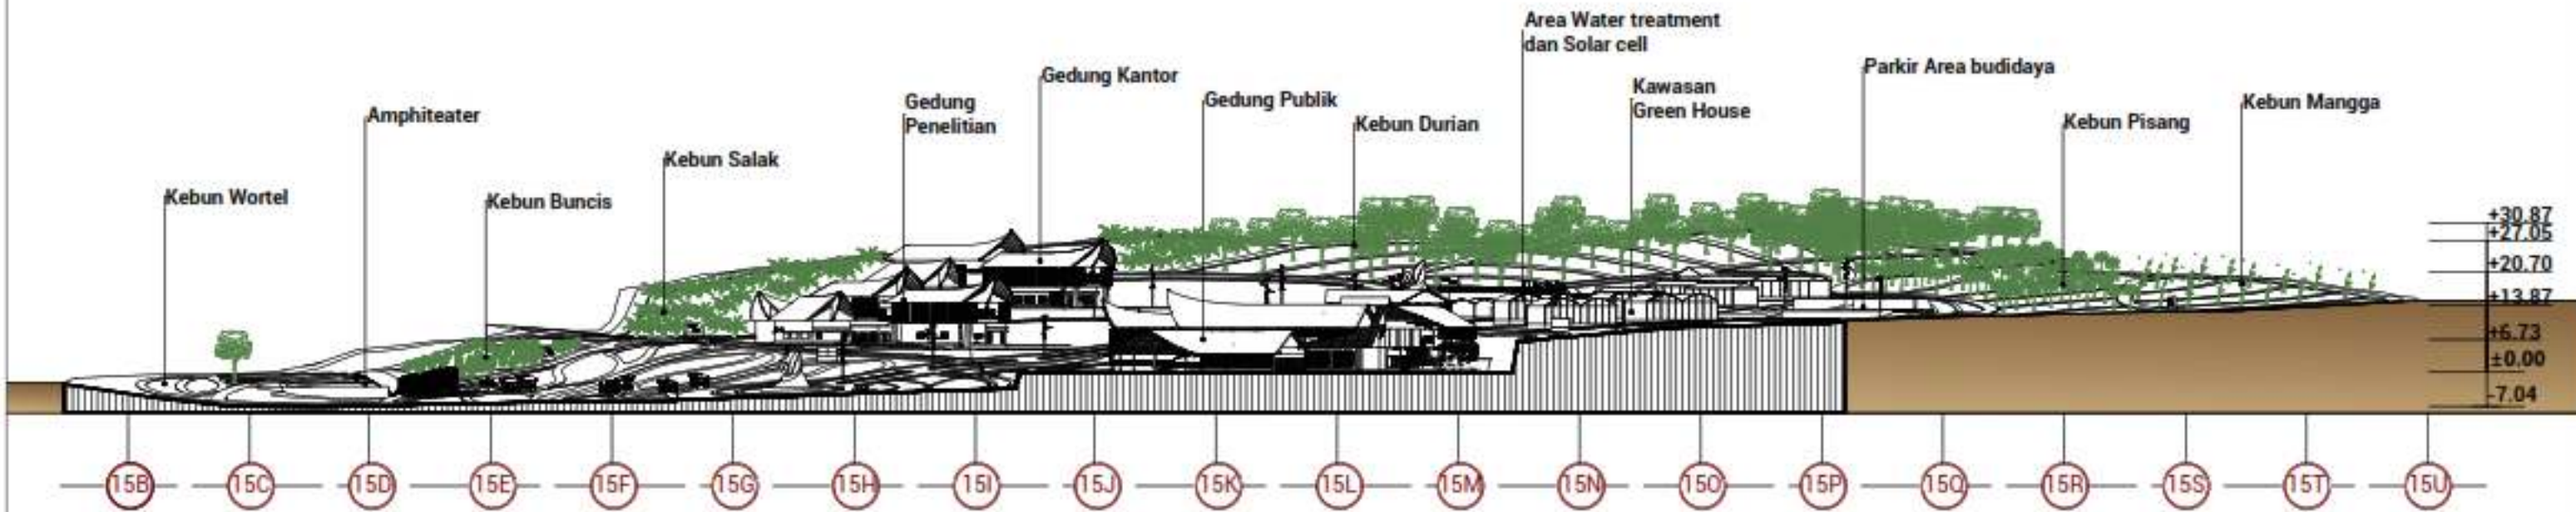 Area Water treatment
dan Solar cell
Parkir Area budidaya
Gedung Kantor
Kawasan
Green House
Gedung
Penelitian
Gedung Publik
Kebun Mangga
Amphiteater
Kebun Durian
Kebun Pisang
Kebun Salak
Kebun Wortel
Kebun Buncis
+30.87
+27.05
+20.70
+13.87
+6.73
±0.00
-7.04
15B 15C 15D 15E 15F 15G 15H 15I 15J 15K 15L 15M 15N 15O 15P 15Q 15R 15S 15T 15U